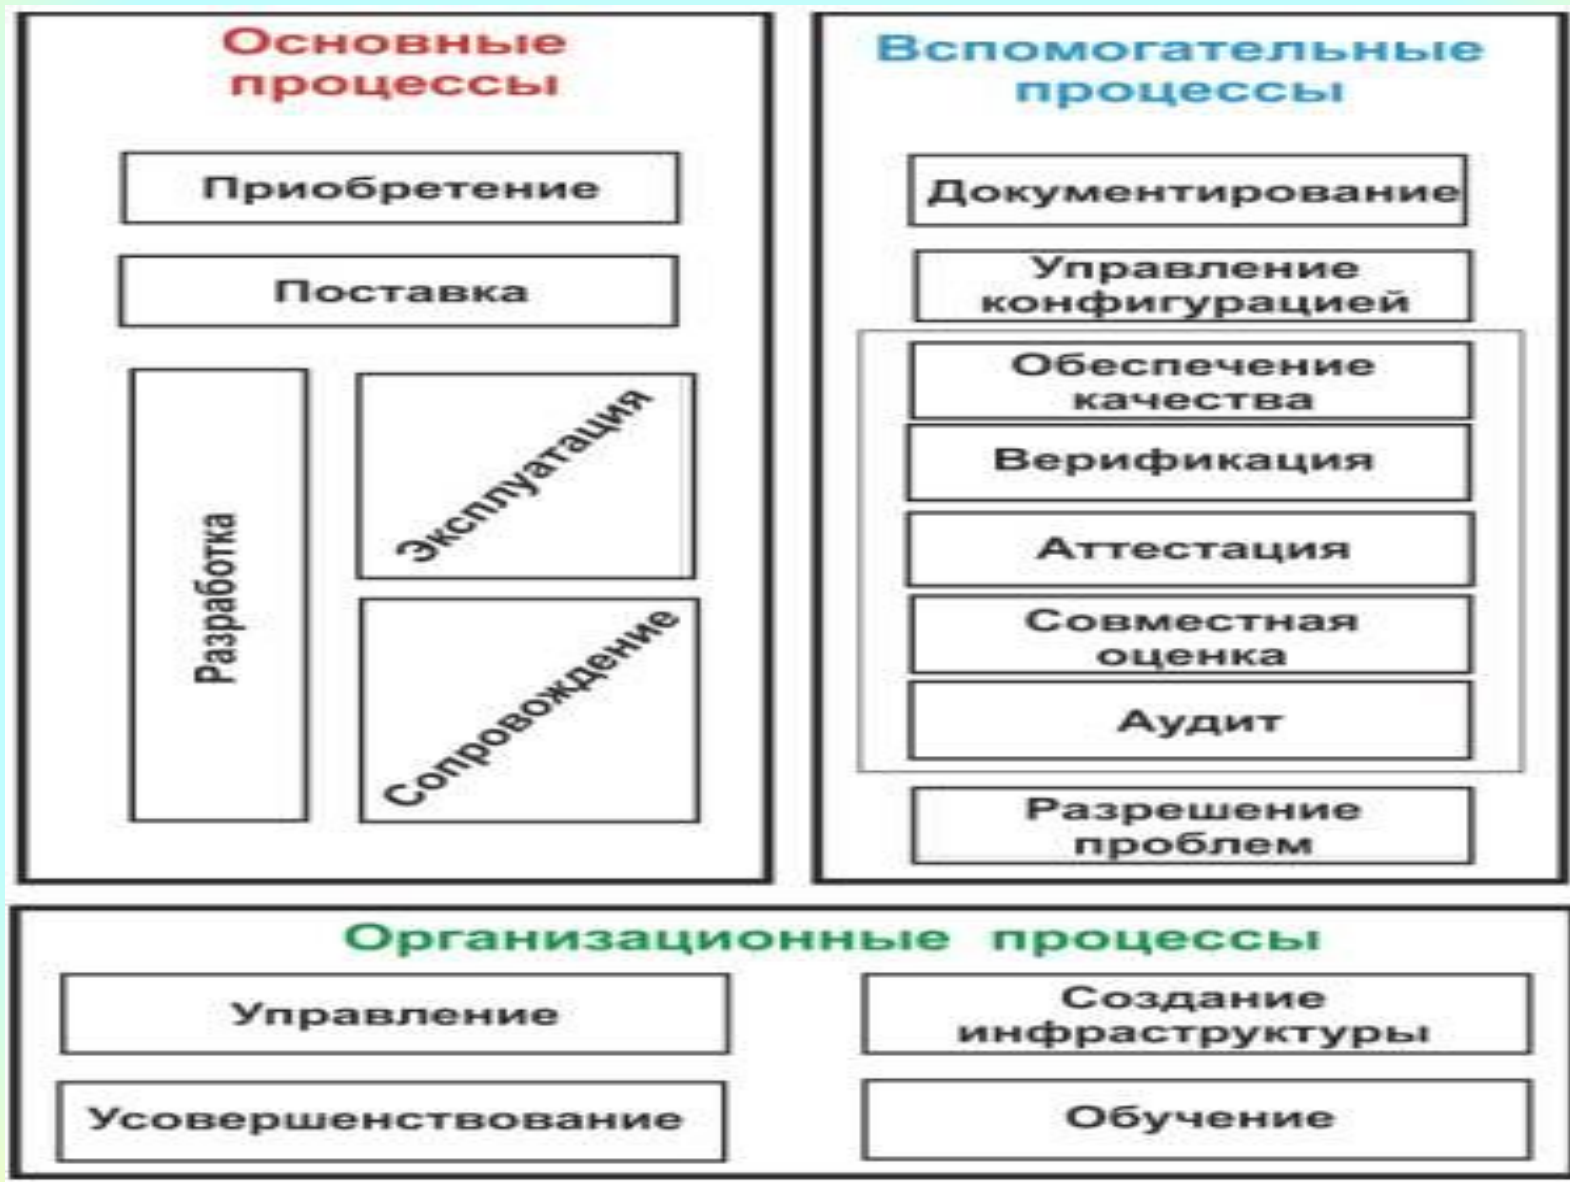 Основные
процессы
Приобретение
Поставка
Разработка
Эксплуатация
Сопровождение
Вспомогательные
процессы
Документирование
Управление
конфигурацией
Обеспечение
качества
Верификация
Аттестация
Совместная
оценка
Аудит
Разрешение
проблем
Организационные процессы
Управление
Создание
инфраструктуры
Усовершенствование
Обучение